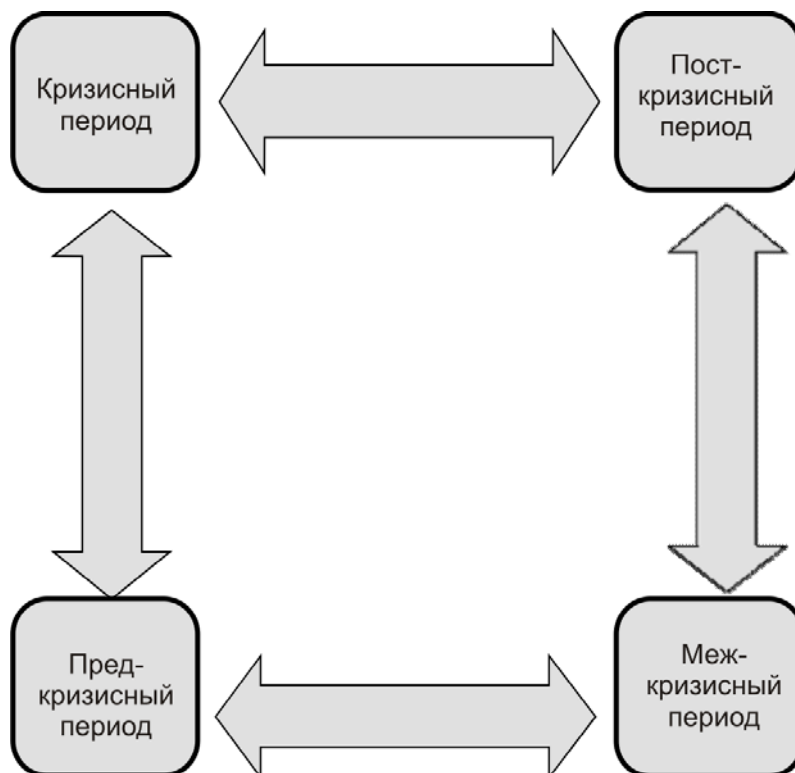 Кризисный
период
Пост-
кризисный
период
Пред-
кризисный
период
Меж-
кризисный
период